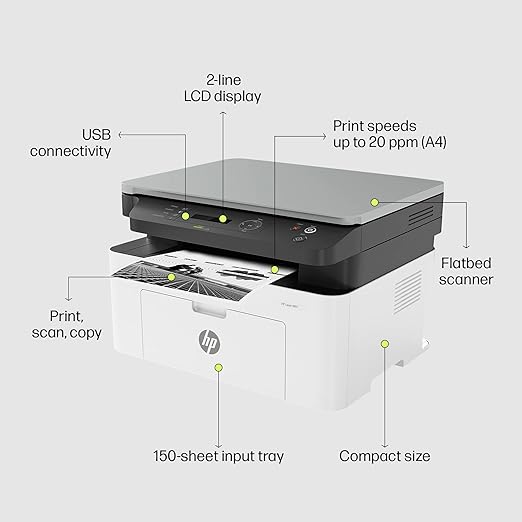 2-line
LCD display
USB
connectivity
Print speeds
up to 20 ppm (A4)
Flatbed
scanner
Print,
scan, copy
hp
150-sheet input tray
Compact size